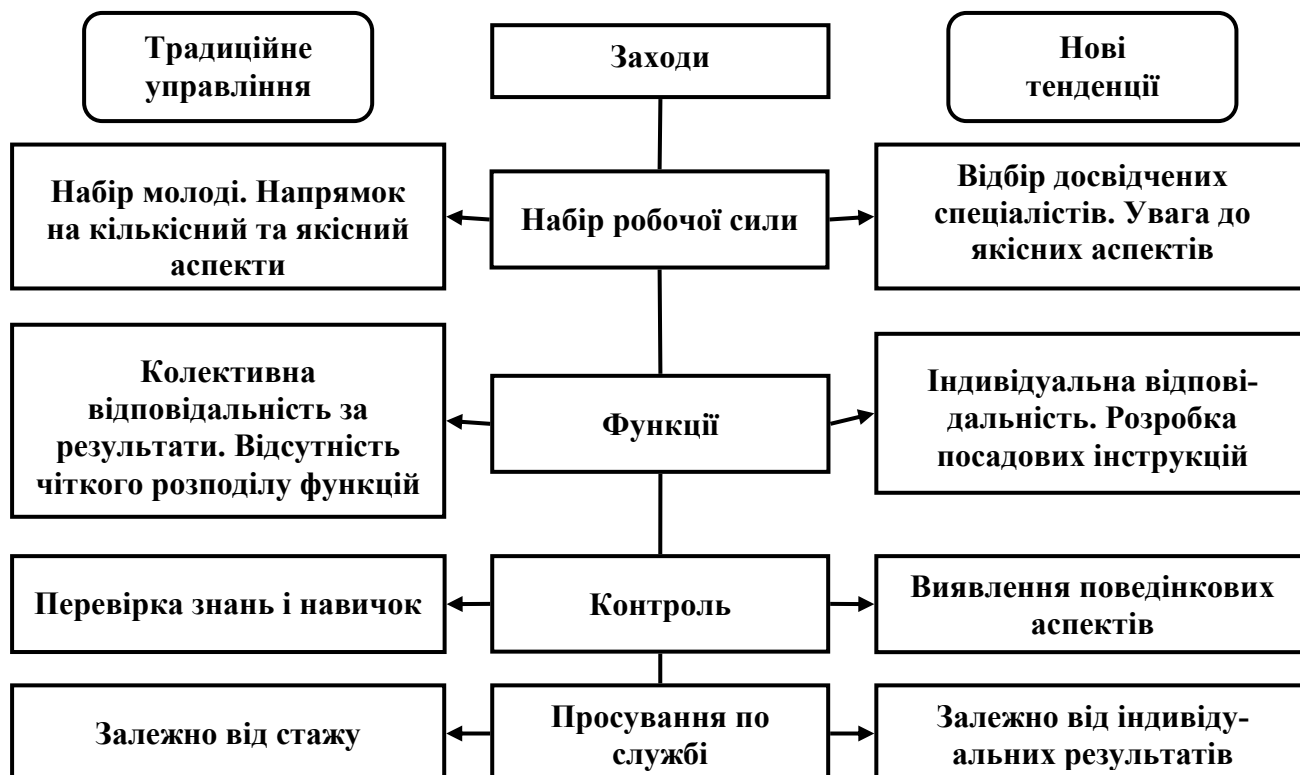 Традиційне
управління
Заходи
Нові
тенденції
Набір молоді. Напрямок
на кількісний та якісний
аспекти
Набір робочої сили
Відбір досвідчених
спеціалістів. Увага до
якісних аспектів
Колективна
відповідальність за
результати. Відсутність
чіткого розподілу функцій
Функції
Індивідуальна відпові-
дальність. Розробка
посадових інструкцій
Перевірка знань і навичок
Контроль
Виявлення поведінкових
аспектів
Залежно від стажу
Просування по
службі
Залежно від індивіду-
альних результатів